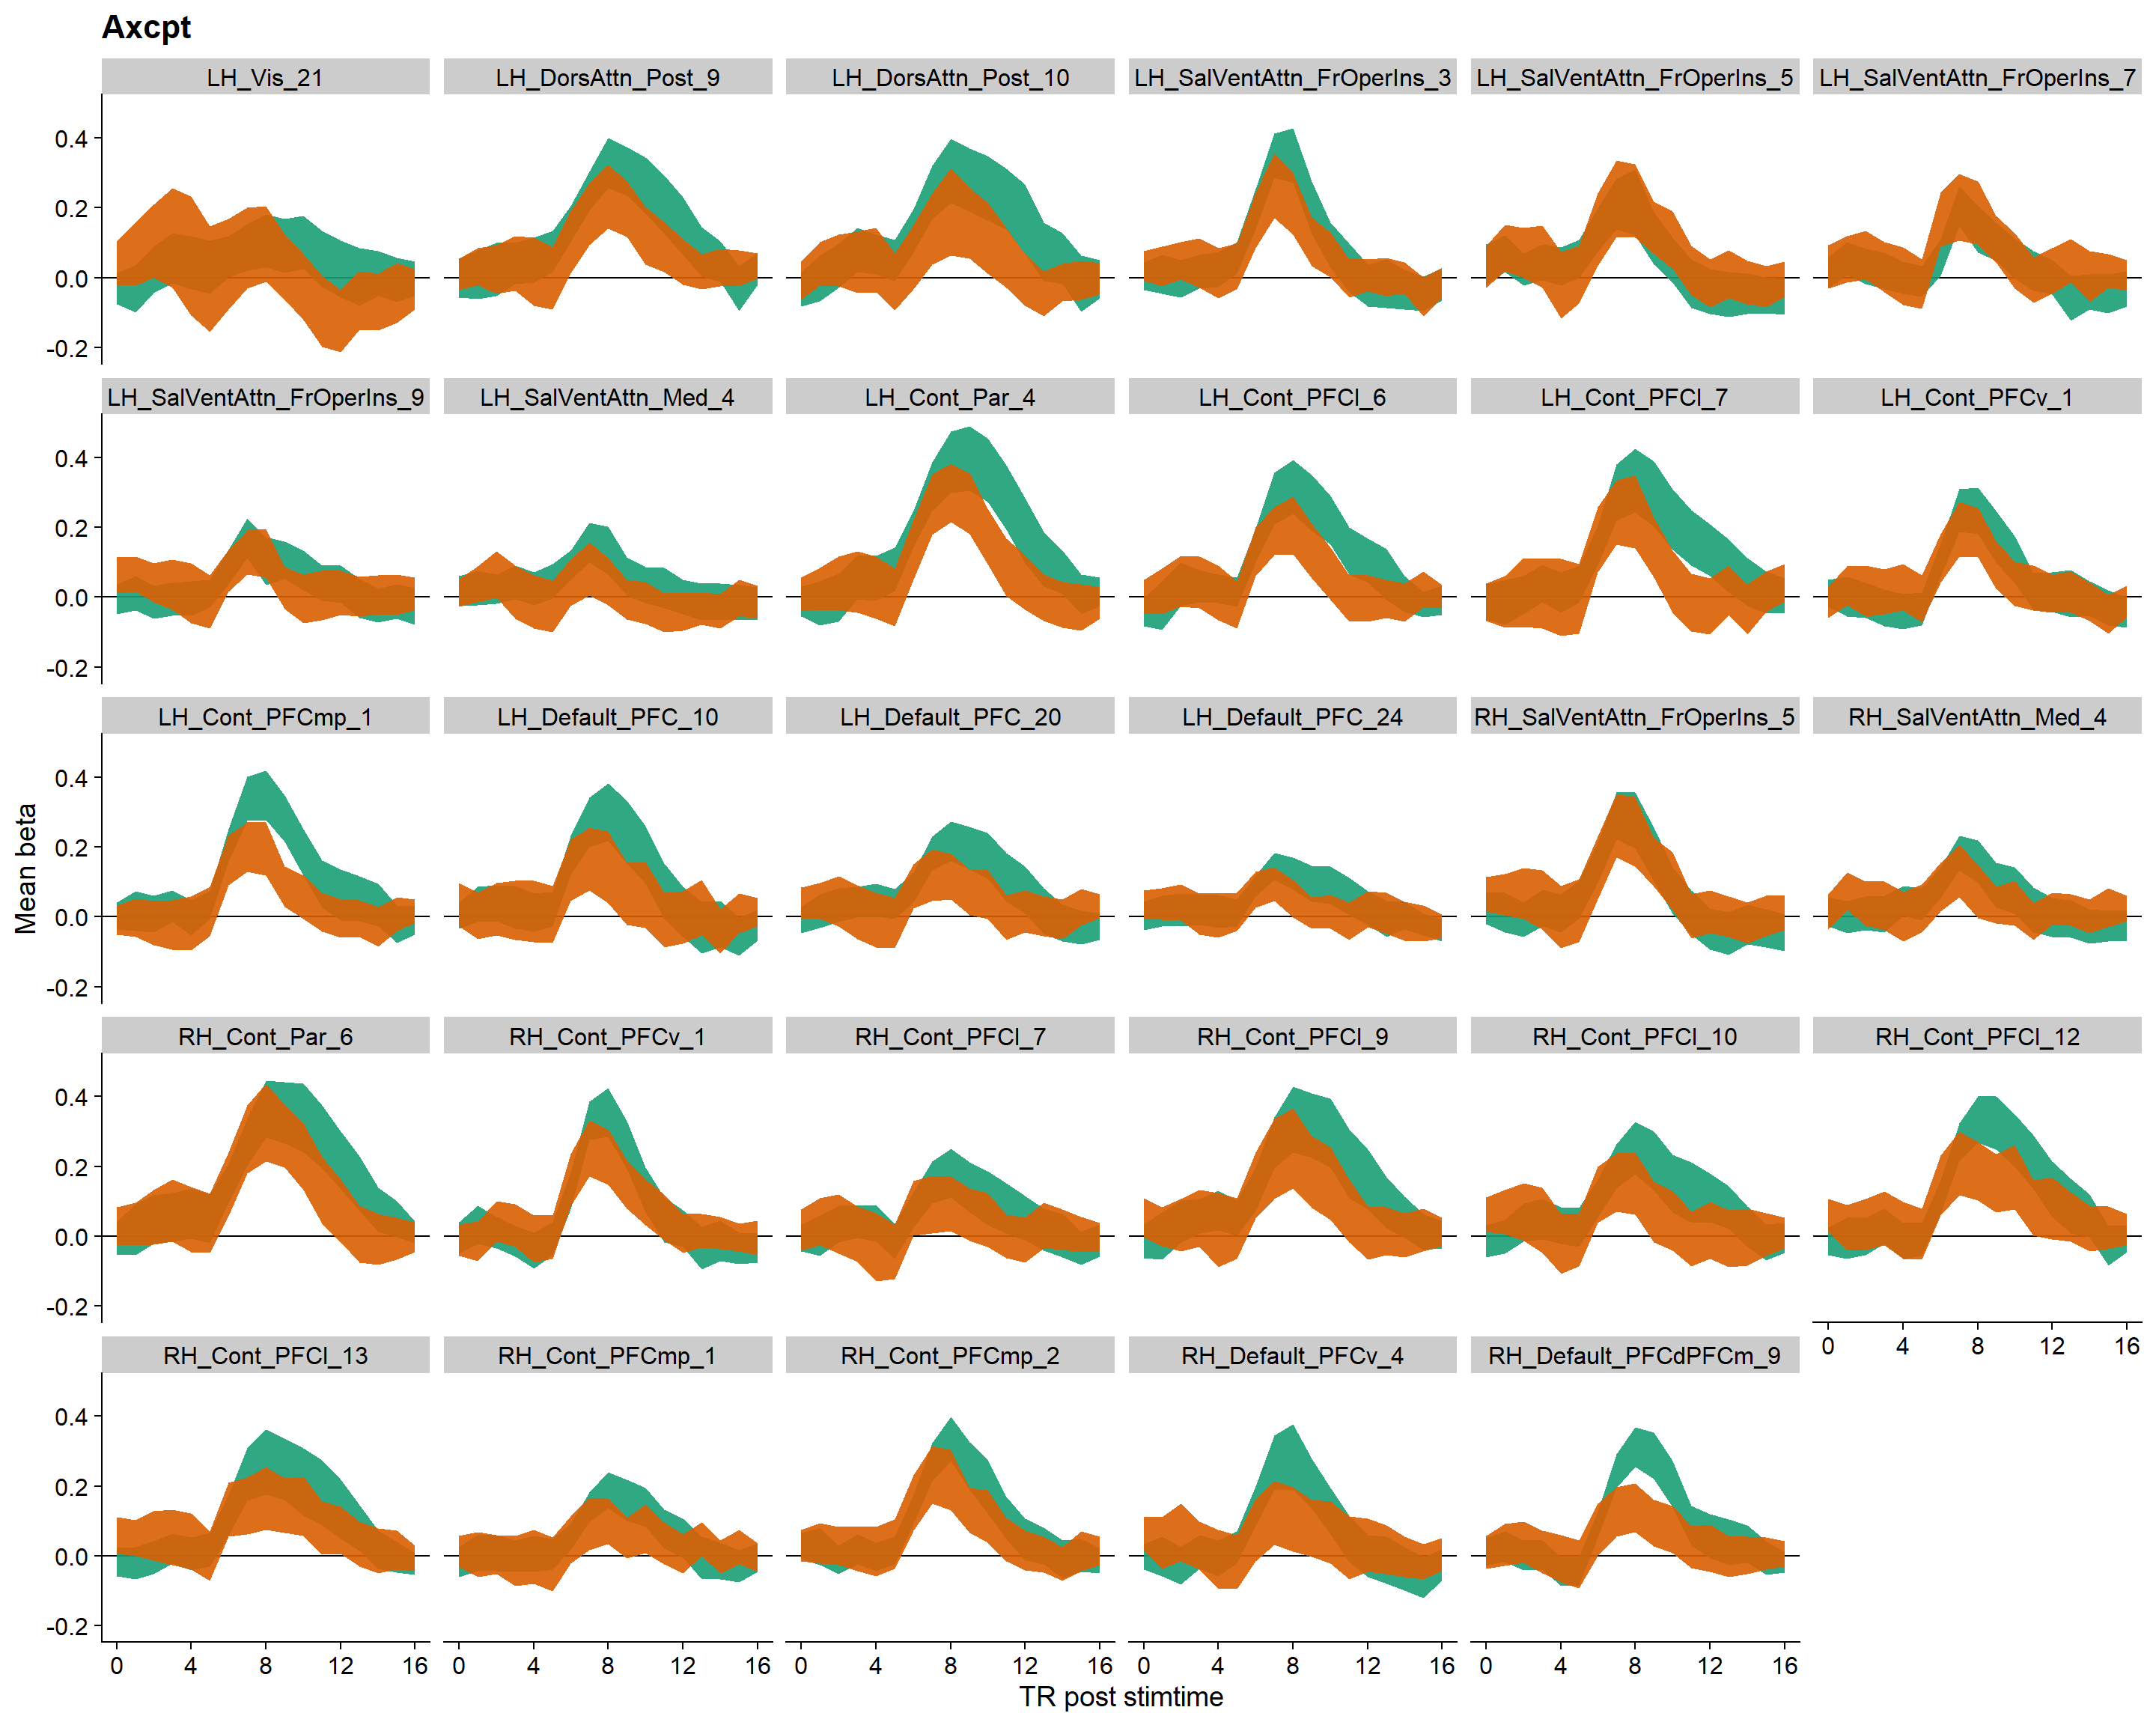 Axcpt
LH_Vis_21 LH_DorsAttn_Post_9 LH_DorsAttn_Post_10 LH_SalVentAttn_FrOperIns_3 LH_SalVentAttn_FrOperIns_5 LH_SalVentAttn_FrOperIns_7
0.4
0.2
0.0
-0.2
LH_SalVentAttn_FrOperIns_9 LH_SalVentAttn_Med_4 LH_Cont_Par_4 LH_Cont_PFCl_6 LH_Cont_PFCl_7 LH_Cont_PFCv_1
0.4
0.2
0.0
-0.2
LH_Cont_PFCmp_1 LH_Default_PFC_10 LH_Default_PFC_20 LH_Default_PFC_24 RH_SalVentAttn_FrOperIns_5 RH_SalVentAttn_Med_4
0.4
0.2
0.0
-0.2
Mean beta
RH_Cont_Par_6 RH_Cont_PFCv_1 RH_Cont_PFCl_7 RH_Cont_PFCl_9 RH_Cont_PFCl_10 RH_Cont_PFCl_12
0.4
0.2
0.0
-0.2
0 4 8 12 16
RH_Cont_PFCl_13 RH_Cont_PFCmp_1 RH_Cont_PFCmp_2 RH_Default_PFCv_4 RH_Default_PFCdPFCm_9
0.4
0.2
0.0
-0.2
0 4 8 12 16 0 4 8 12 16 0 4 8 12 16 0 4 8 12 16 0 4 8 12 16
TR post stimtime